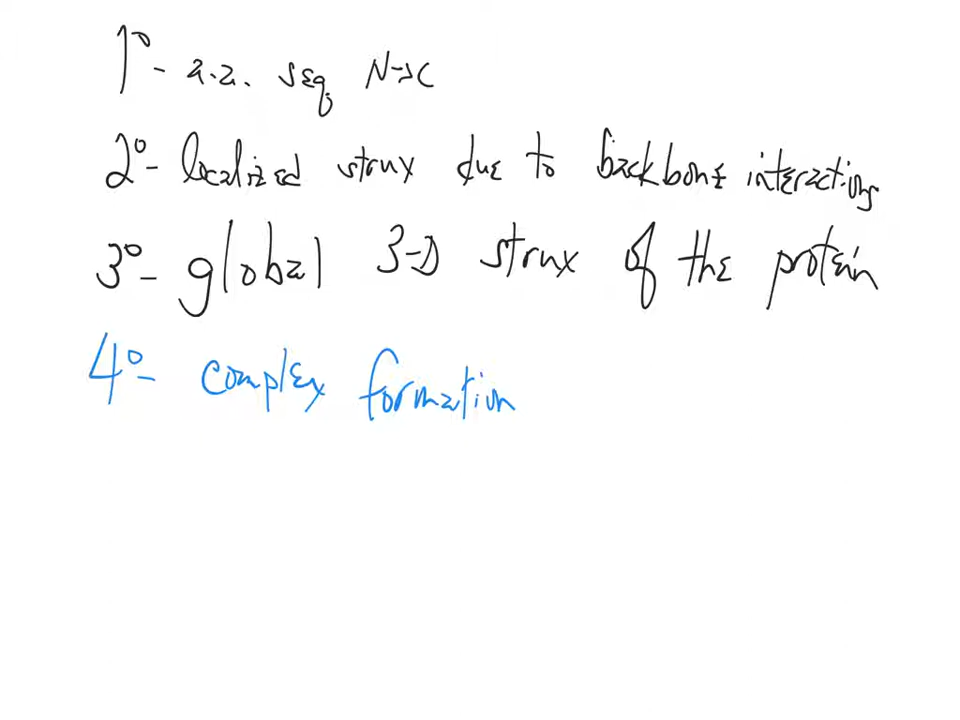 1° - a.a. seq. N→C
2° - localized strux due to backbone interactions
3° - global 3-D strux of the protein
4° - complex formation